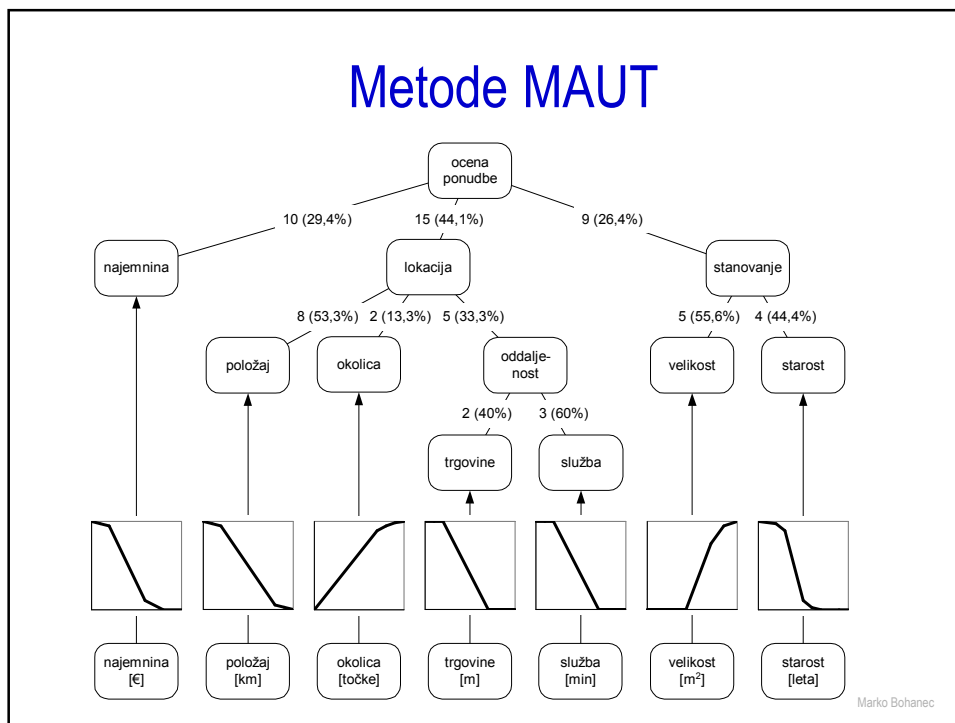 Metode MAUT
ocena
ponudbe
10 (29,4%)
15 (44,1%)
9 (26,4%)
najemnina
lokacija
stanovanje
8 (53,3%)
2 (13,3%)
5 (33,3%)
5 (55,6%)
4 (44,4%)
položaj
okolica
oddalje-
nost
velikost
starost
2 (40%)
3 (60%)
trgovine
služba
najemnina
[€]
položaj
[km]
okolica
[točke]
trgovine
[m]
služba
[min]
velikost
[m²]
starost
[leta]
Marko Bohanec